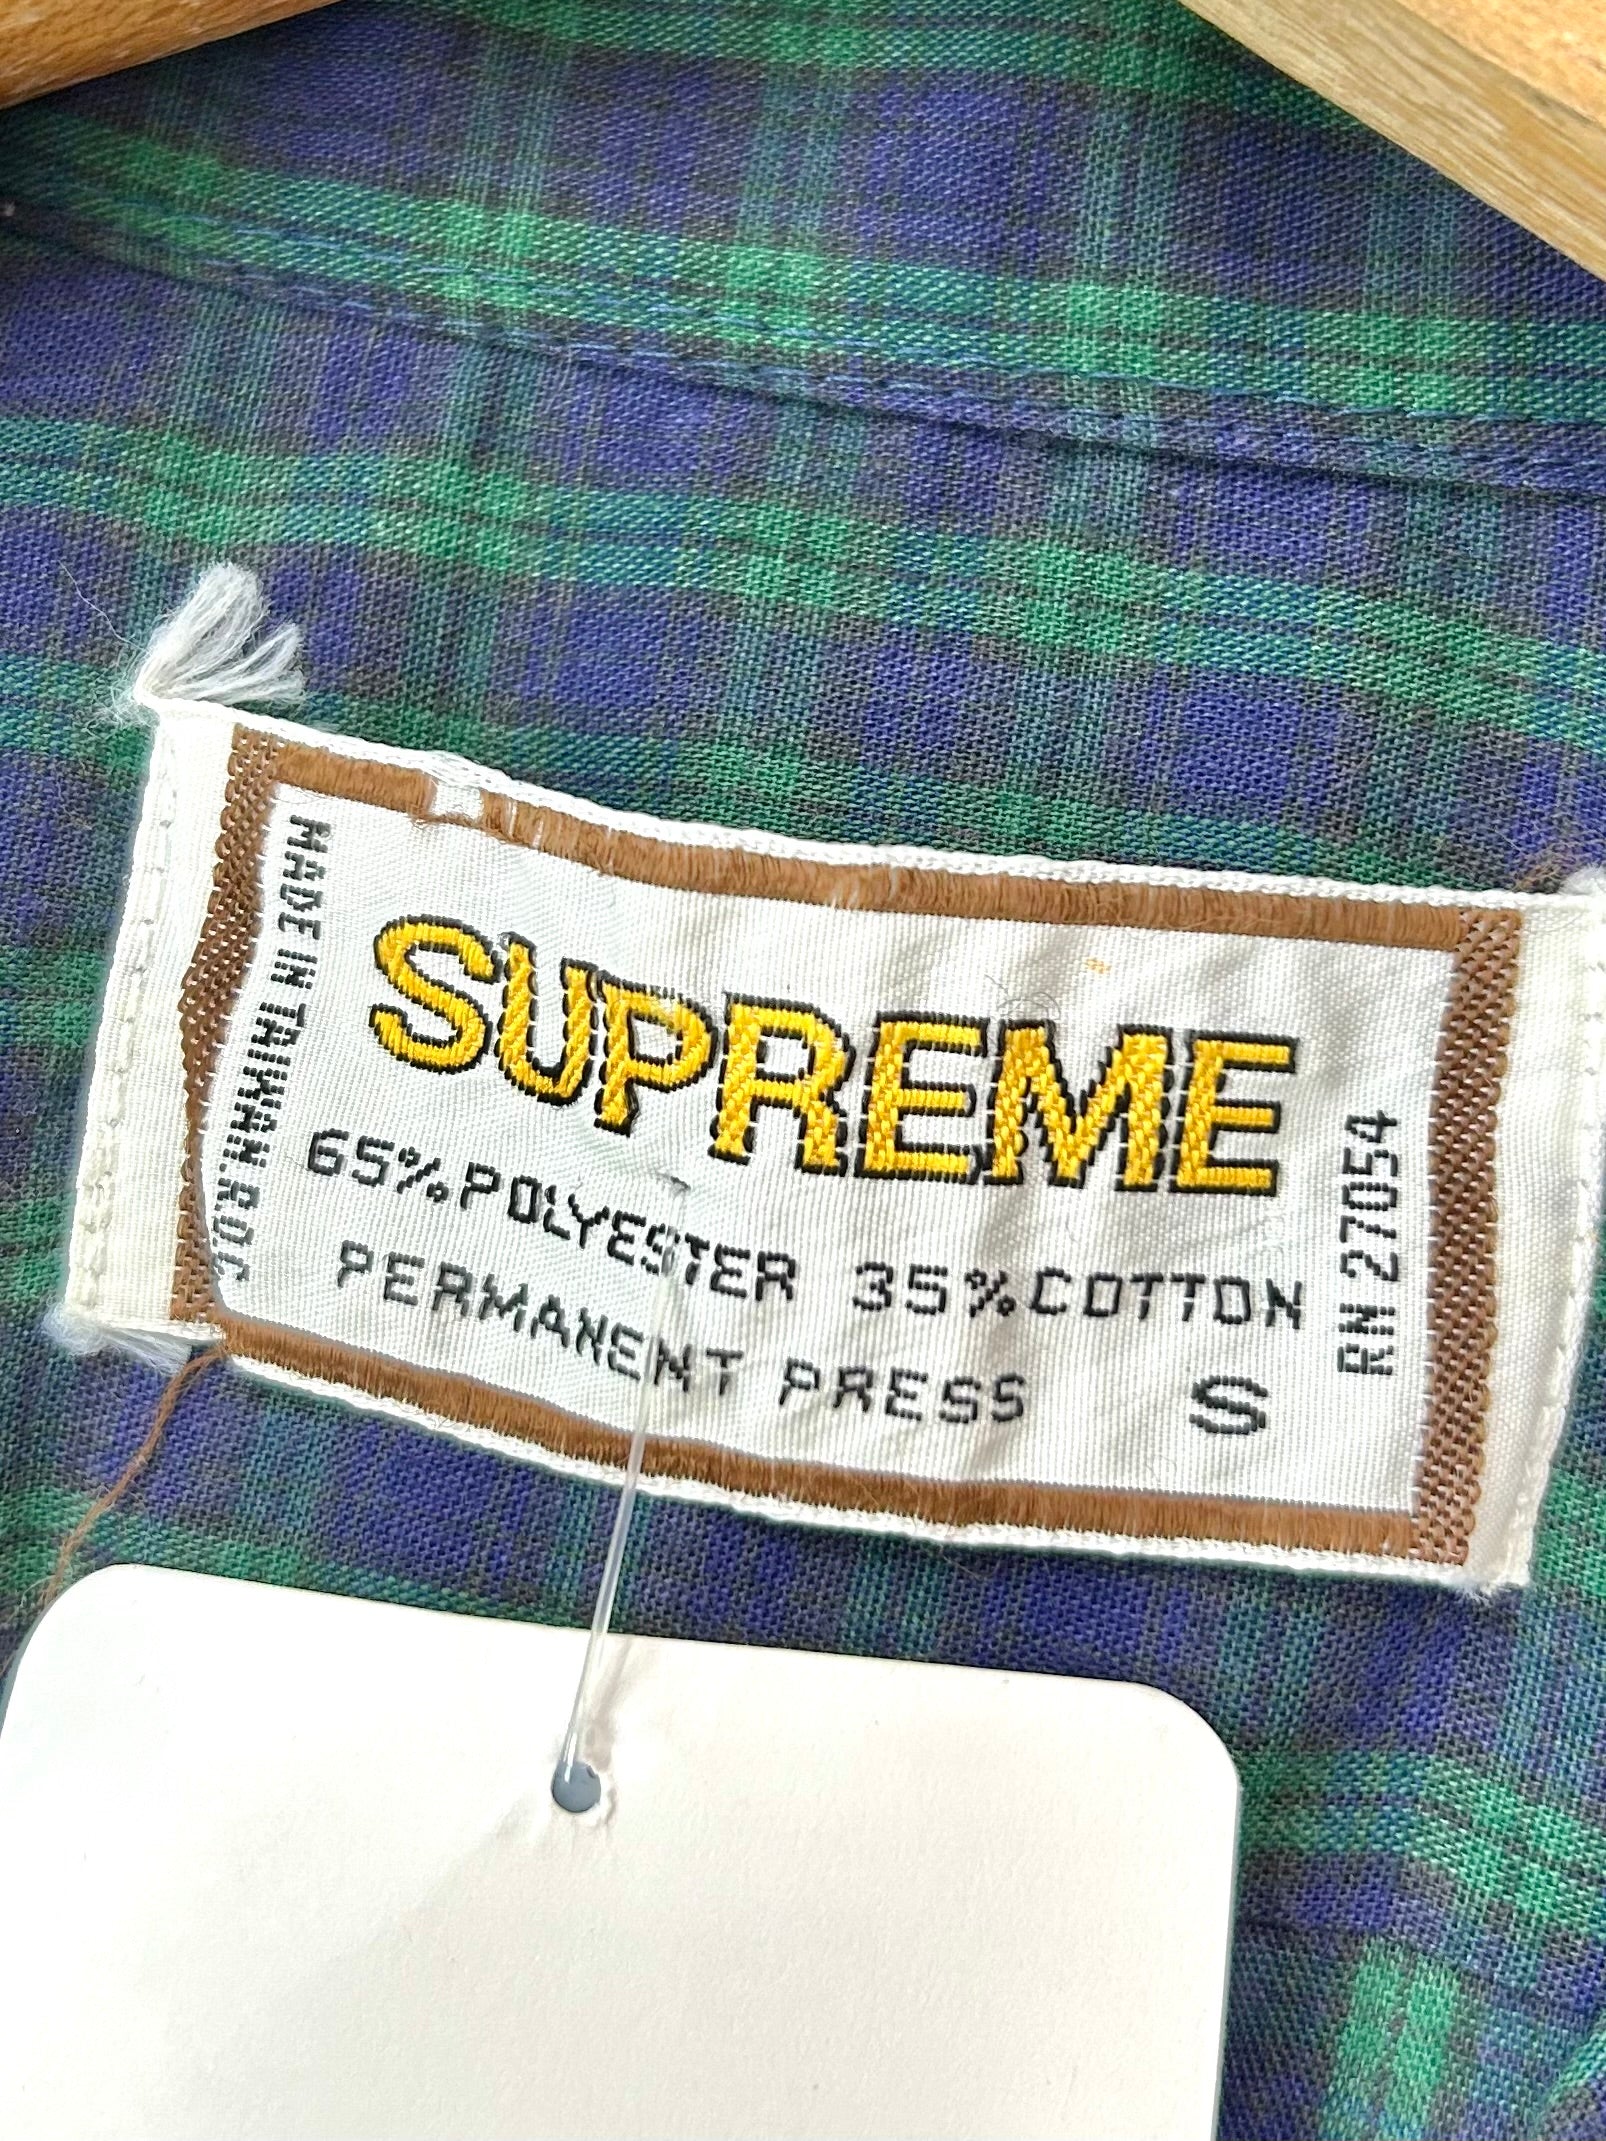 MADE IN TAIWAN.R.O.C
SUPREME
65% POLYESTER 35% COTTON
PERMANENT PRESS S
RN 27054